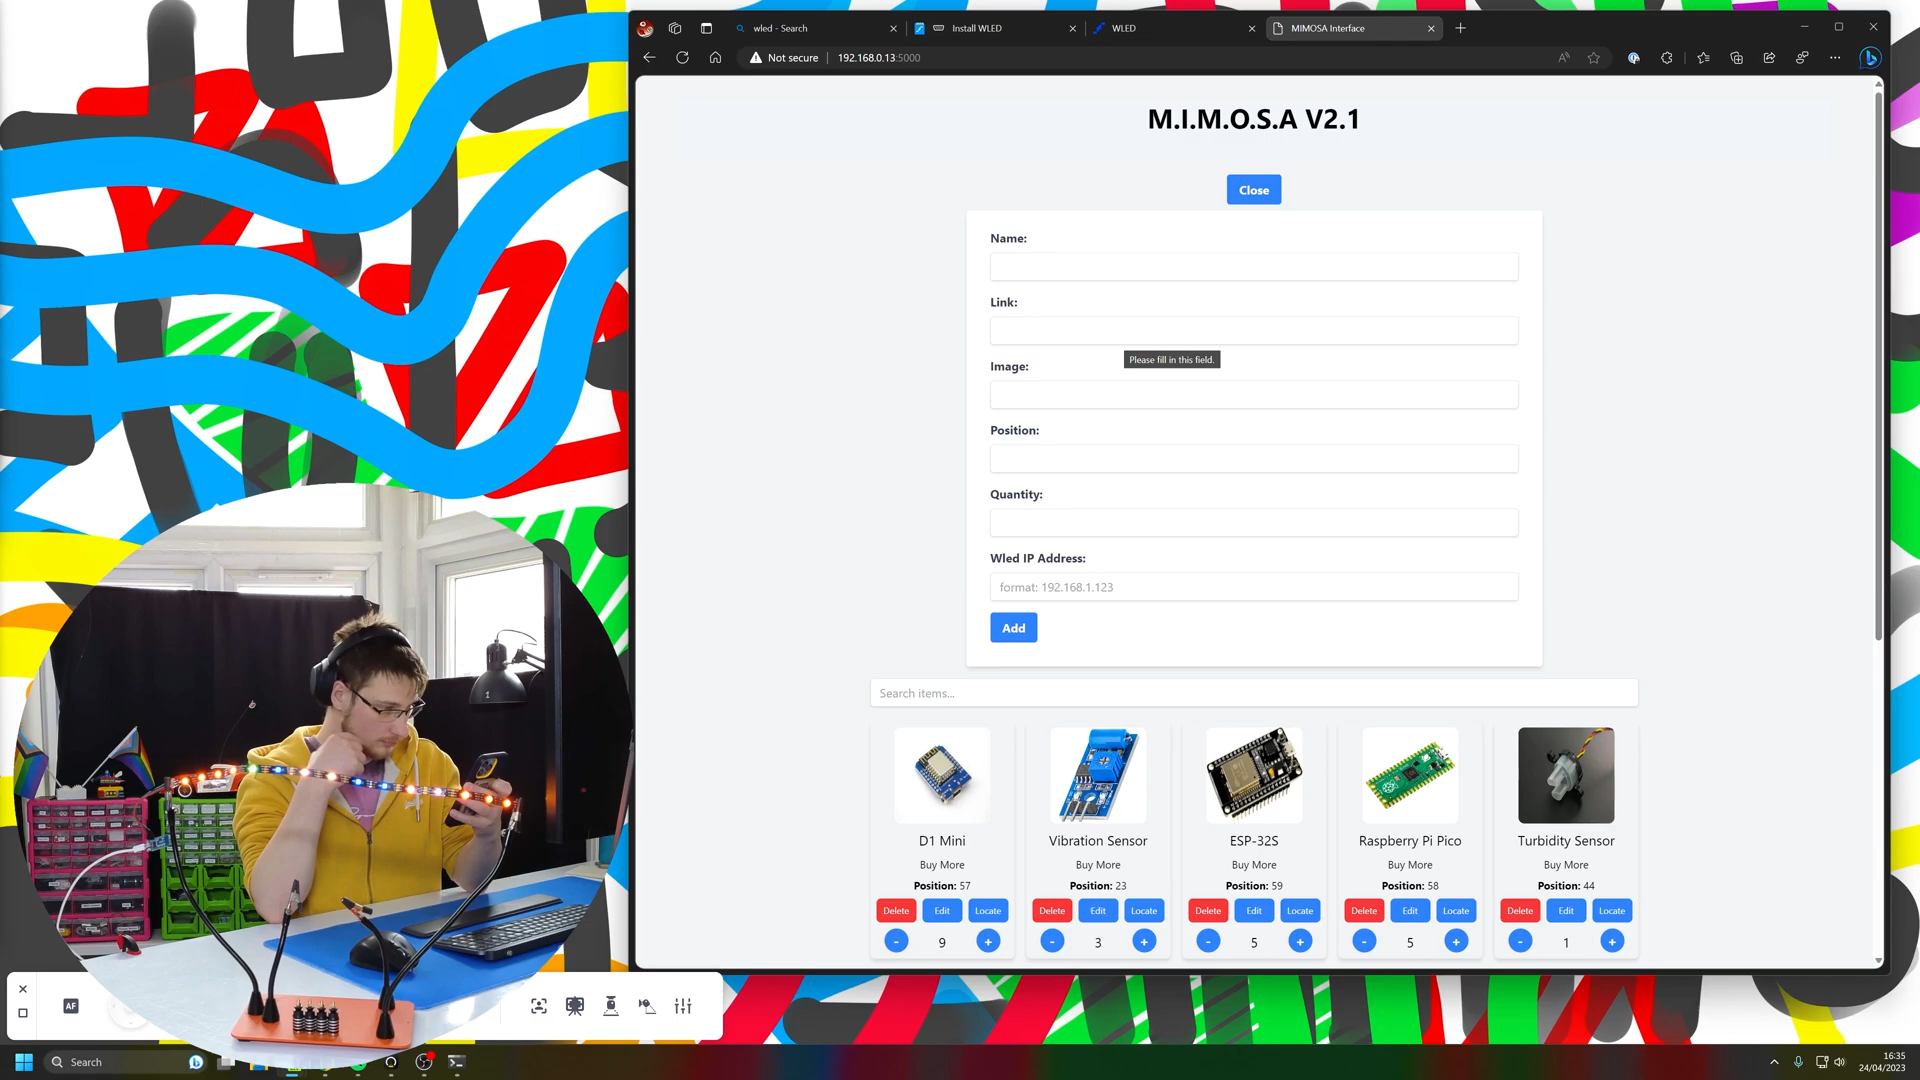 wled - Search
Install WLED
WLED
MIMOSA Interface
Not secure
192.168.0.13:5000
M.I.M.O.S.A V2.1
Close
Name:
Link:
Please fill in this field.
Image:
Position:
Quantity:
Wled IP Address:
format: 192.168.1.123
Add
Search items...
D1 Mini
Vibration Sensor
ESP-32S
Raspberry Pi Pico
Turbidity Sensor
Buy More
Buy More
Buy More
Buy More
Buy More
Position: 57
Position: 23
Position: 59
Position: 58
Position: 44
Delete Edit Locate
Delete Edit Locate
Delete Edit Locate
Delete Edit Locate
Delete Edit Locate
- 9 +
- 3 +
- 5 +
- 5 +
- 1 +
1
AF
Search
16:35
24/04/2023